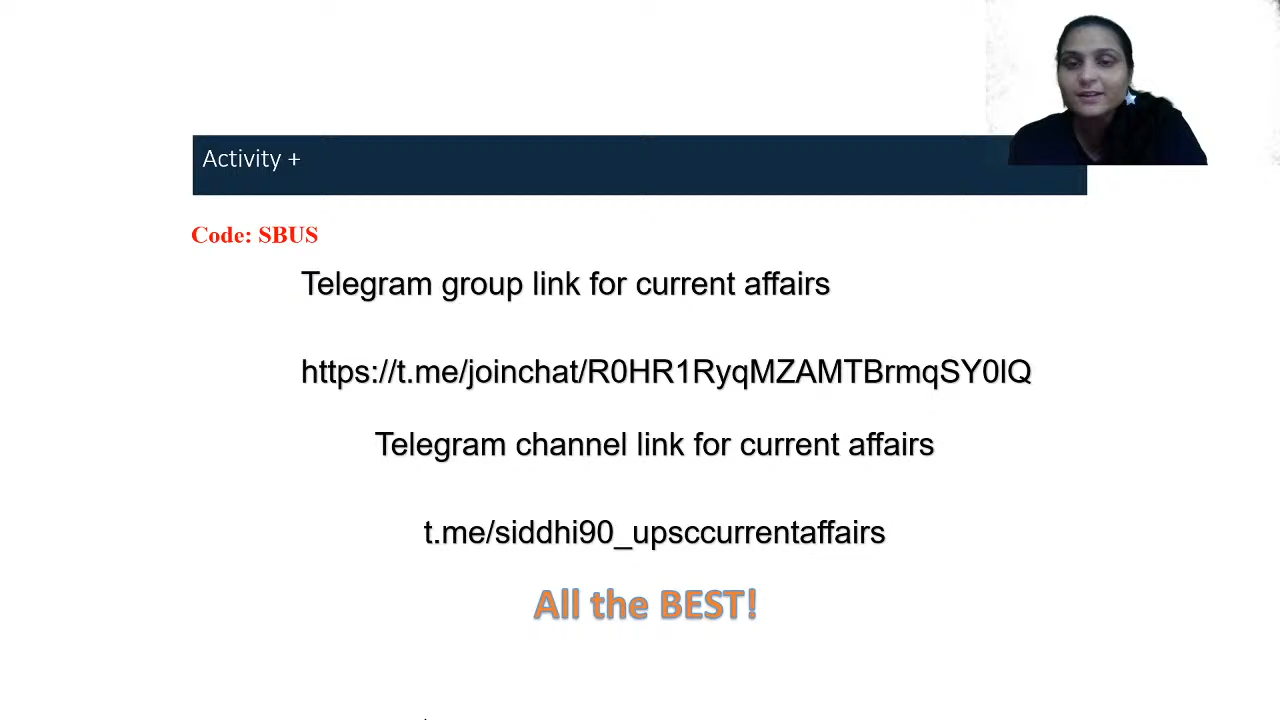 Activity +
Code: SBUS
Telegram group link for current affairs
https://t.me/joinchat/R0HR1RyqMZAMTBrmqSY0lQ
Telegram channel link for current affairs
t.me/siddhi90_upsccurrentaffairs
All the BEST!